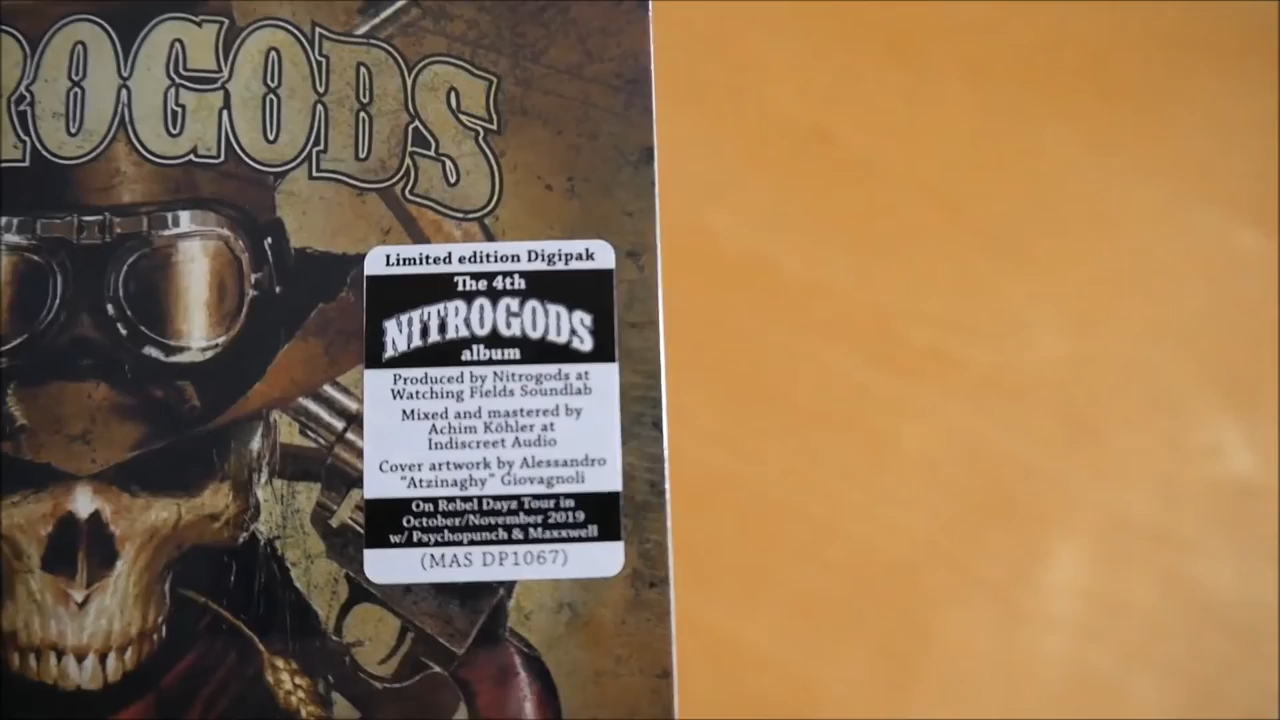 ROGODS
Limited edition Digipak
The 4th
NITROGODS
album
Produced by Nitrogods at
Watching Fields Soundlab
Mixed and mastered by
Achim Köhler at
Indiscreet Audio
Cover artwork by Alessandro
"Atzinaghy" Giovagnoli
On Rebel Dayz Tour in
October/November 2019
w/ Psychopunch & Maxxwell
(MAS DP1067)